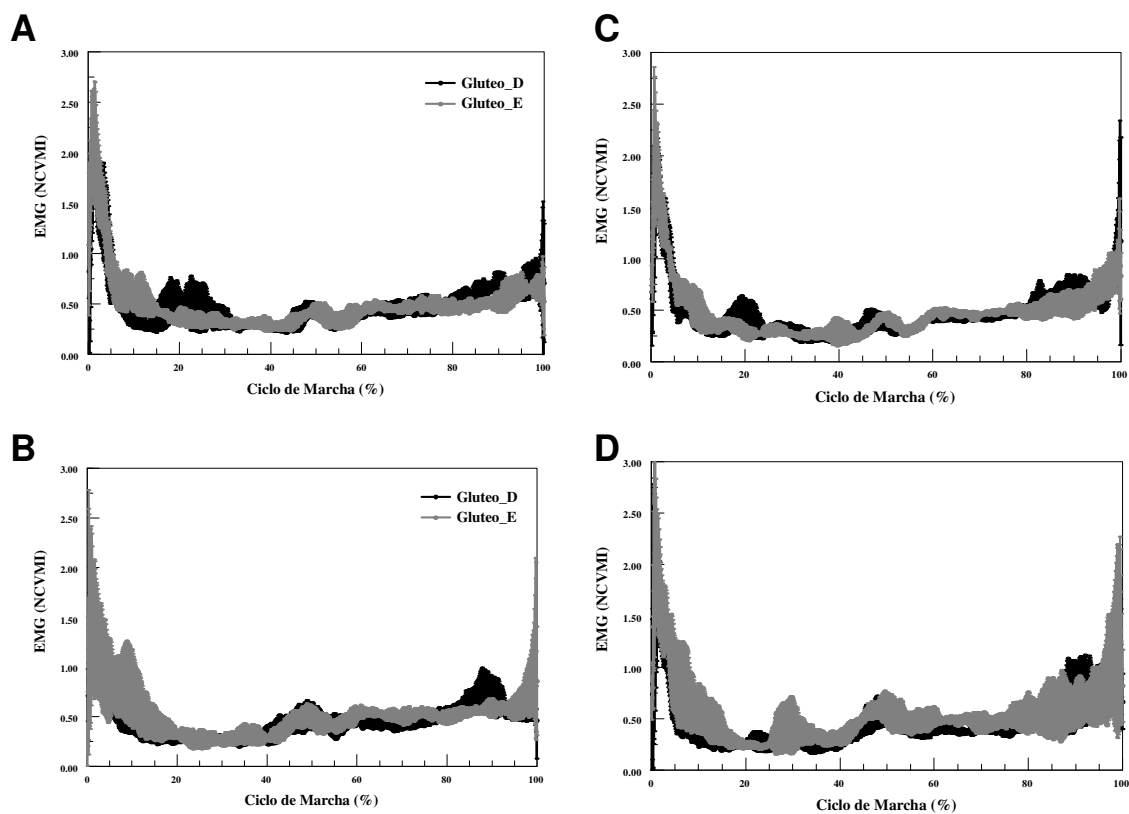 A
3.00
2.50
2.00
1.50
1.00
0.50
0.00
EMG (NCVMI)
Gluteo_D
Gluteo_E
0 20 40 60 80 100
Ciclo de Marcha (%)
C
3.00
2.50
2.00
1.50
1.00
0.50
0.00
EMG (NCVMI)
0 20 40 60 80 100
Ciclo de Marcha (%)
B
3.00
2.50
2.00
1.50
1.00
0.50
0.00
EMG (NCVMI)
Gluteo_D
Gluteo_E
0 20 40 60 80 100
Ciclo de Marcha (%)
D
3.00
2.50
2.00
1.50
1.00
0.50
0.00
EMG (NCVMI)
0 20 40 60 80 100
Ciclo de Marcha (%)